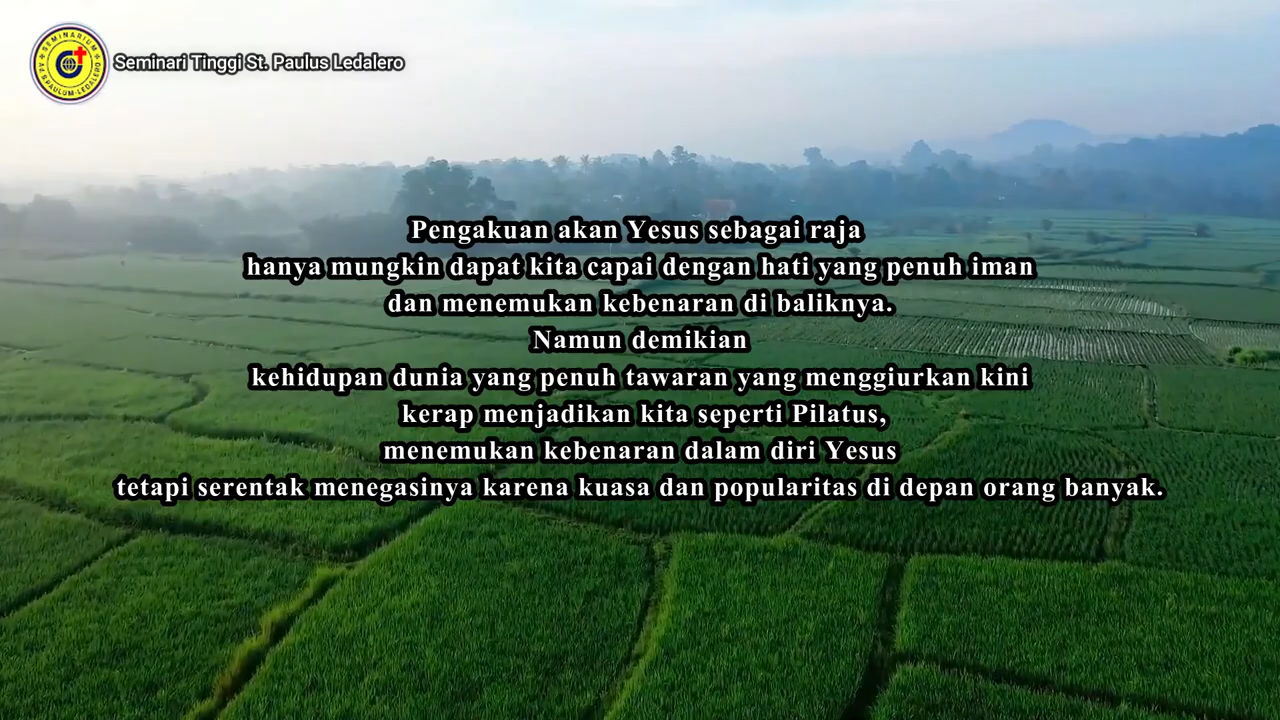 Seminari Tinggi St. Paulus Ledalero
Pengakuan akan Yesus sebagai raja
hanya mungkin dapat kita capai dengan hati yang penuh iman
dan menemukan kebenaran di baliknya.
Namun demikian
kehidupan dunia yang penuh tawaran yang menggiurkan kini
kerap menjadikan kita seperti Pilatus,
menemukan kebenaran dalam diri Yesus
tetapi serentak menegasinya karena kuasa dan popularitas di depan orang banyak.